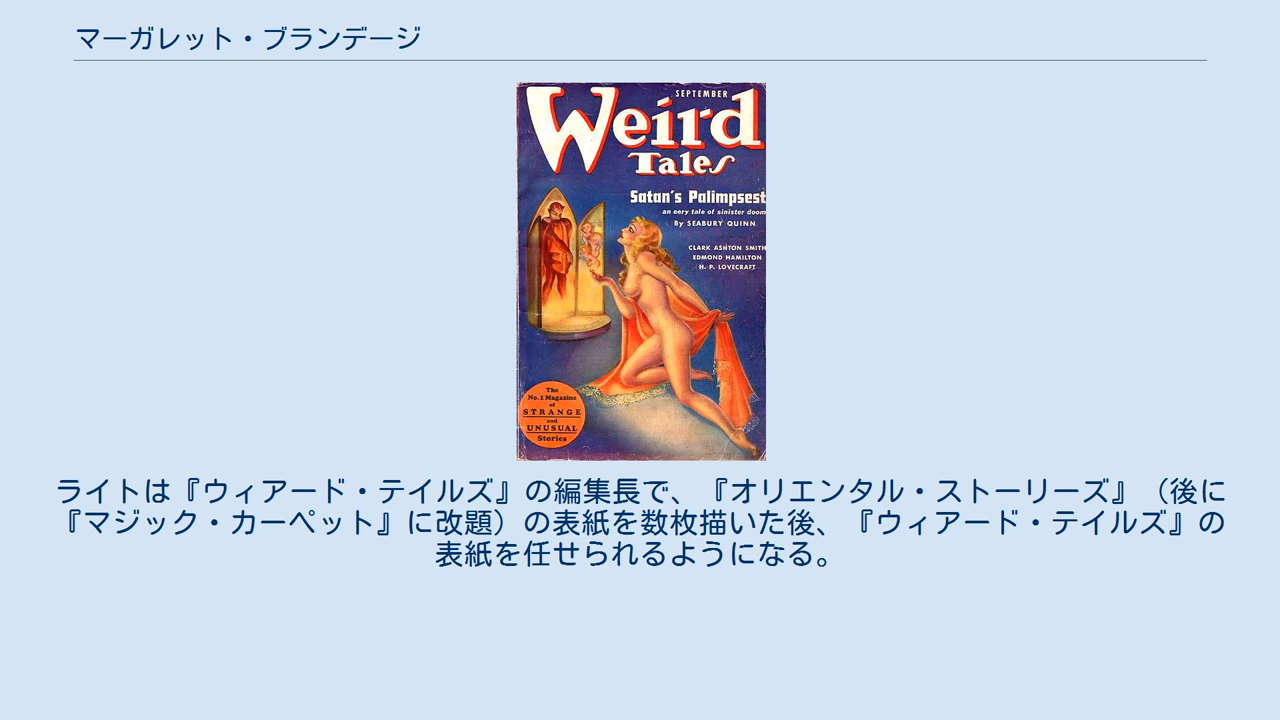 マーガレット・ブランデージ
SEPTEMBER
Weird
Tales
Satan's Palimpsest
an eery tale of sinister doom
By SEABURY QUINN
CLARK ASHTON SMITH
EDMOND HAMILTON
H. P. LOVECRAFT
The
No. 1 Magazine
of
STRANGE
and
UNUSUAL
Stories
ライトは『ウィアード・テイルズ』の編集長で、『オリエンタル・ストーリーズ』（後に
『マジック・カーペット』に改題）の表紙を数枚描いた後、『ウィアード・テイルズ』の
表紙を任せられるようになる。